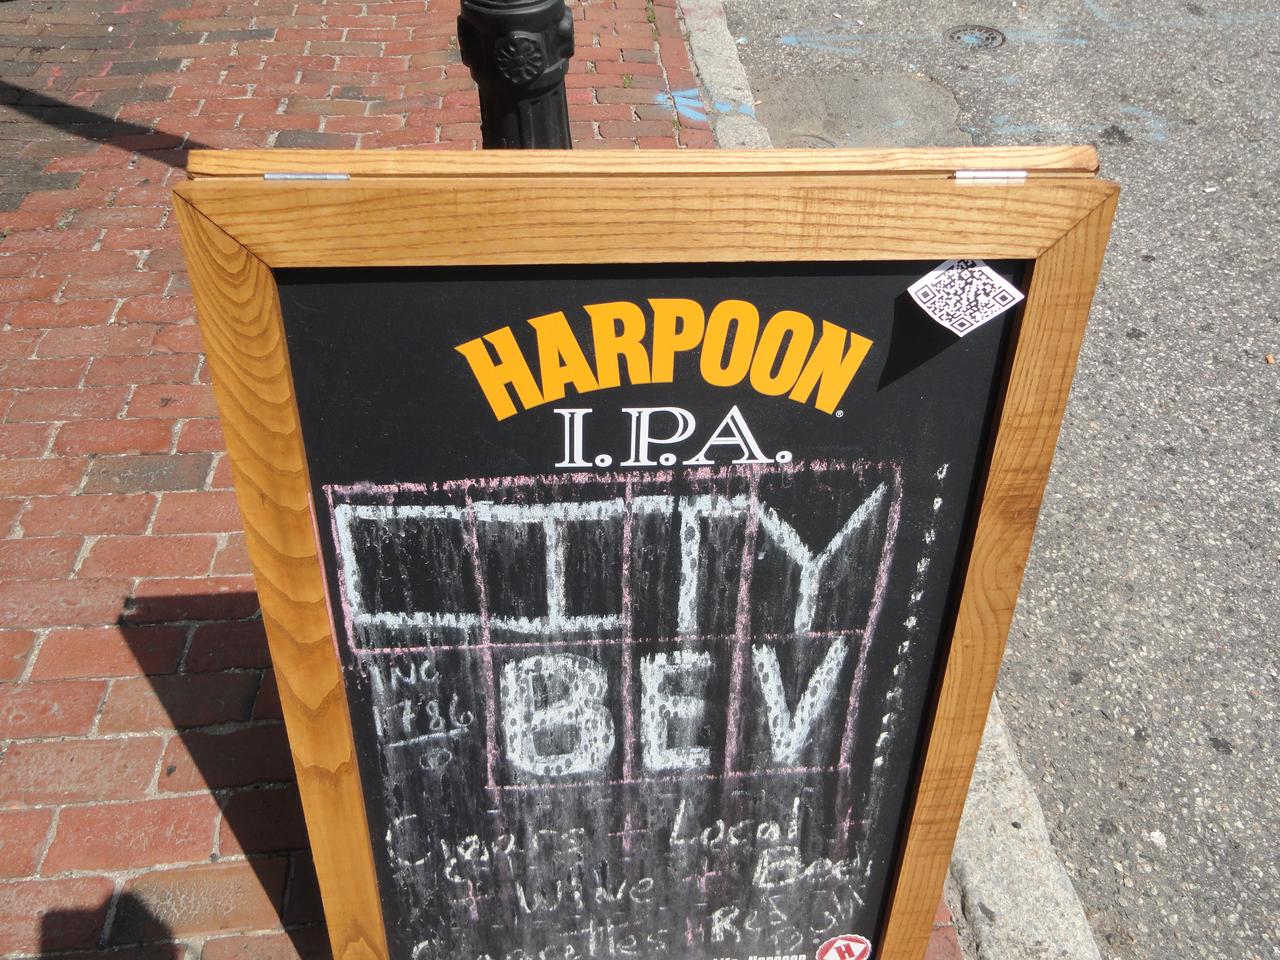 HARPOON®
I.P.A.
CITY
INC
1786
BEV
Cigars + Local +
+ Wine + Beer
H